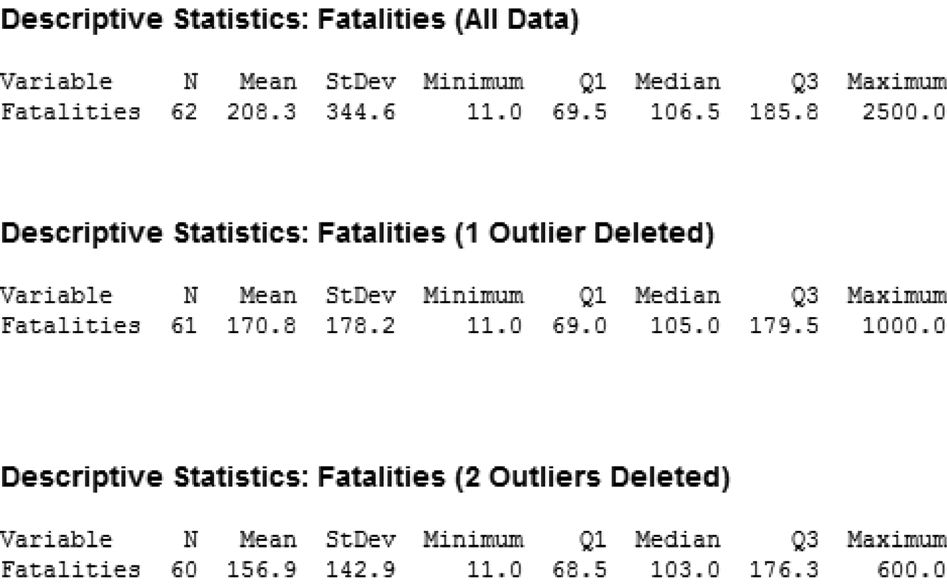 Descriptive Statistics: Fatalities (All Data)
Variable N Mean StDev Minimum Q1 Median Q3 Maximum
Fatalities 62 208.3 344.6 11.0 69.5 106.5 185.8 2500.0
Descriptive Statistics: Fatalities (1 Outlier Deleted)
Variable N Mean StDev Minimum Q1 Median Q3 Maximum
Fatalities 61 170.8 178.2 11.0 69.0 105.0 179.5 1000.0
Descriptive Statistics: Fatalities (2 Outliers Deleted)
Variable N Mean StDev Minimum Q1 Median Q3 Maximum
Fatalities 60 156.9 142.9 11.0 68.5 103.0 176.3 600.0